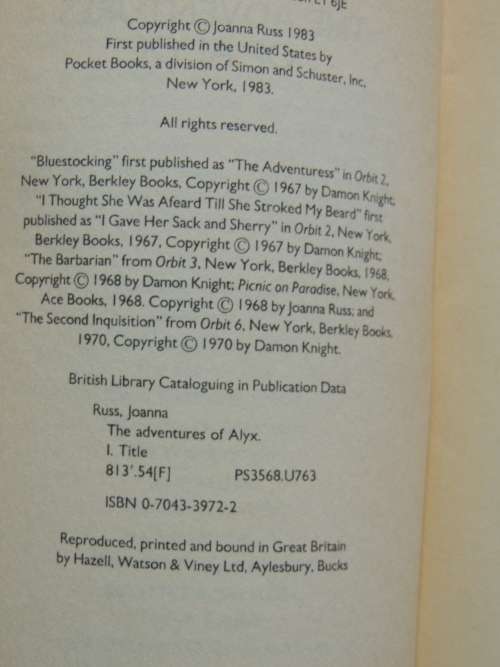 6JE
Copyright © Joanna Russ 1983
First published in the United States by
Pocket Books, a division of Simon and Schuster, Inc,
New York, 1983.
All rights reserved.
"Bluestocking" first published as "The Adventuress" in Orbit 2,
New York, Berkley Books, Copyright © 1967 by Damon Knight;
"I Thought She Was Afeard Till She Stroked My Beard" first
published as "I Gave Her Sack and Sherry" in Orbit 2, New York,
Berkley Books, 1967, Copyright © 1967 by Damon Knight;
"The Barbarian" from Orbit 3, New York, Berkley Books, 1968,
Copyright © 1968 by Damon Knight; Picnic on Paradise, New York,
Ace Books, 1968. Copyright © 1968 by Joanna Russ; and
"The Second Inquisition" from Orbit 6, New York, Berkley Books,
1970, Copyright © 1970 by Damon Knight.
British Library Cataloguing in Publication Data
Russ, Joanna
The adventures of Alyx.
I. Title
813'.54[F] PS3568.U763
ISBN 0-7043-3972-2
Reproduced, printed and bound in Great Britain
by Hazell, Watson & Viney Ltd, Aylesbury, Bucks